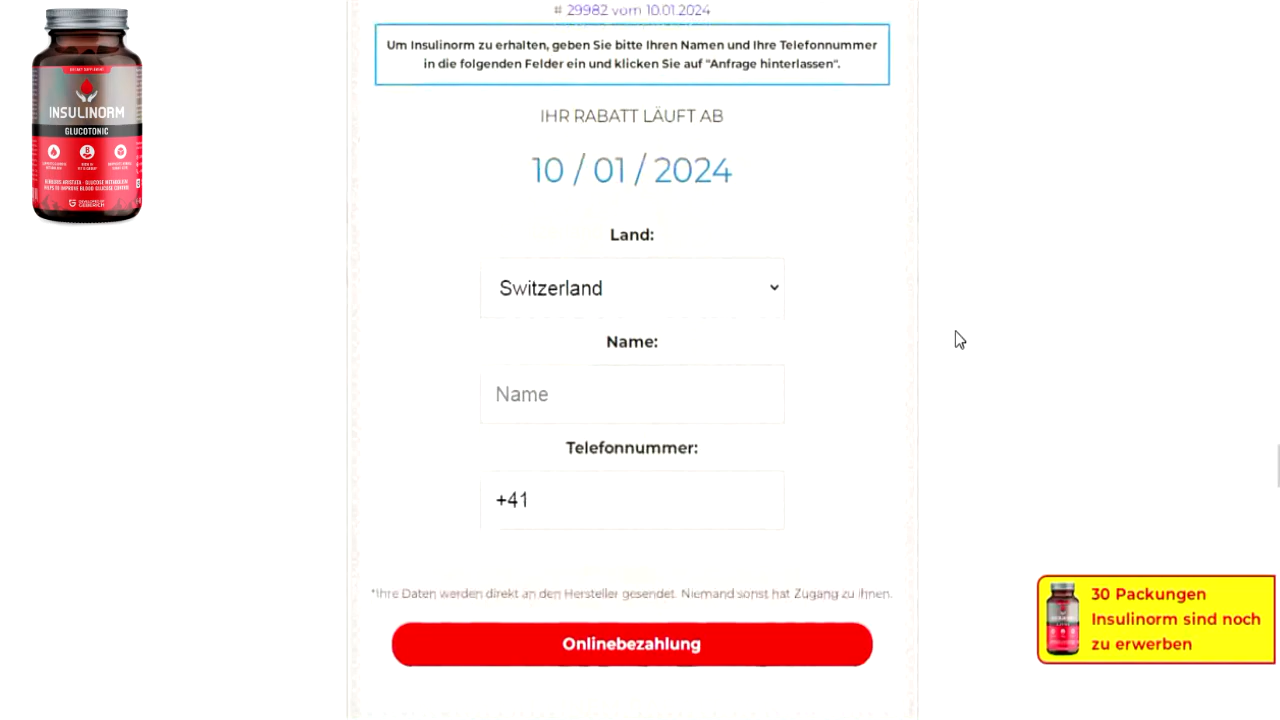 # 29982 vom 10.01.2024
Um Insulinorm zu erhalten, geben Sie bitte Ihren Namen und Ihre Telefonnummer
in die folgenden Felder ein und klicken Sie auf "Anfrage hinterlassen".
IHR RABATT LÄUFT AB
10 / 01 / 2024
Land:
Switzerland
Name:
Name
Telefonnummer:
+41
*Ihre Daten werden direkt an den Hersteller gesendet. Niemand sonst hat Zugang zu ihnen.
Onlinebezahlung
INSULINORM
GLUCOTONIC
30 Packungen
Insulinorm sind noch
zu erwerben